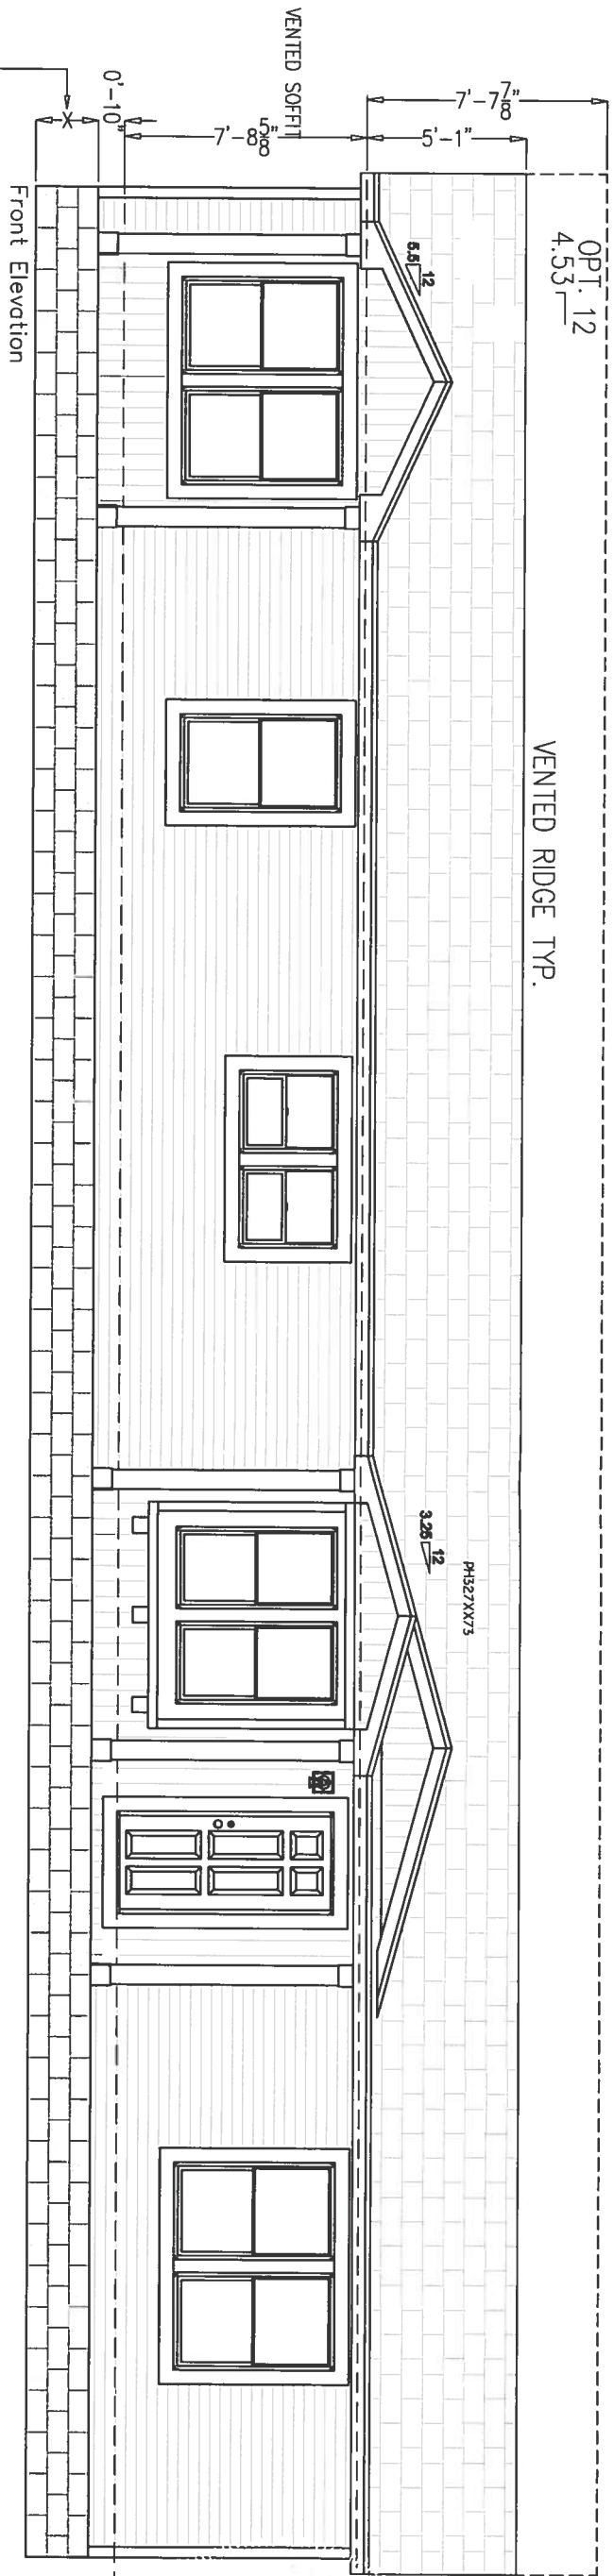 OPT. 12
4.53
VENTED RIDGE TYP.
7'-7 7/8"
5'-1"
12
5.5
12
3.25
PH327XX73
VENTED SOFFIT
7'-8 5/8"
0'-10"
X
Front Elevation